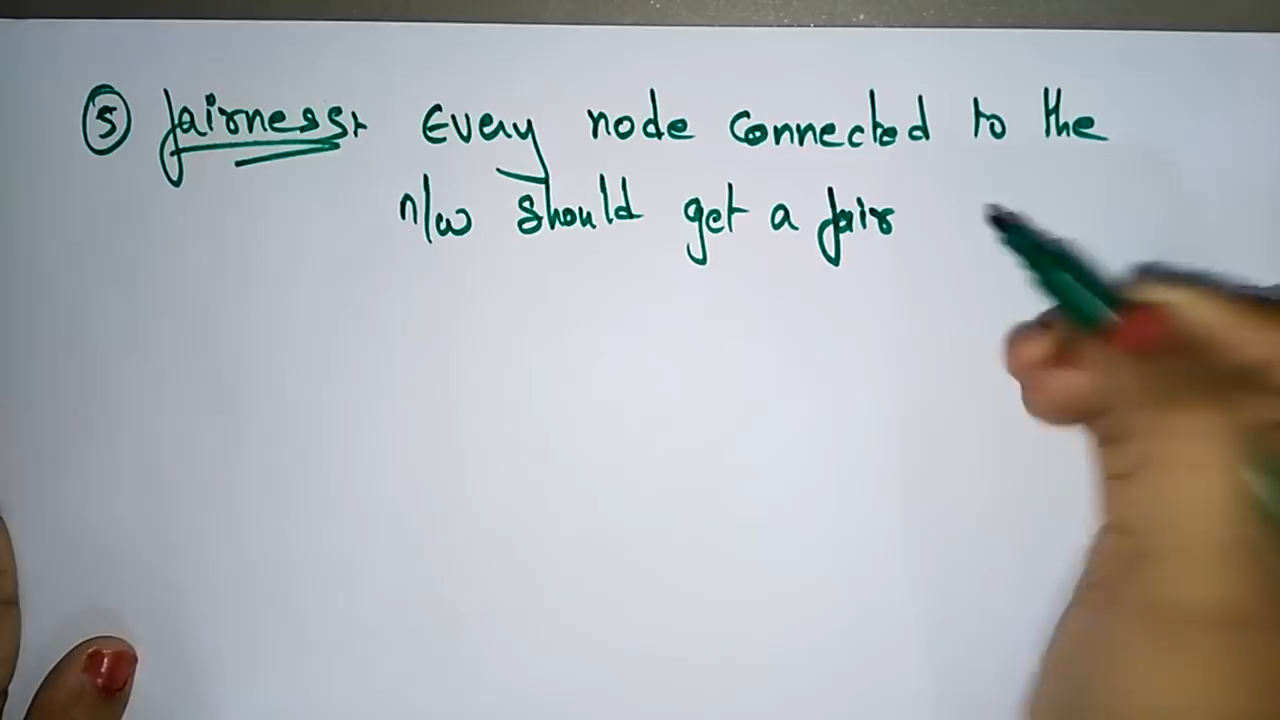 ⑤ fairness:- Every node connected to the
n/w should get a fair